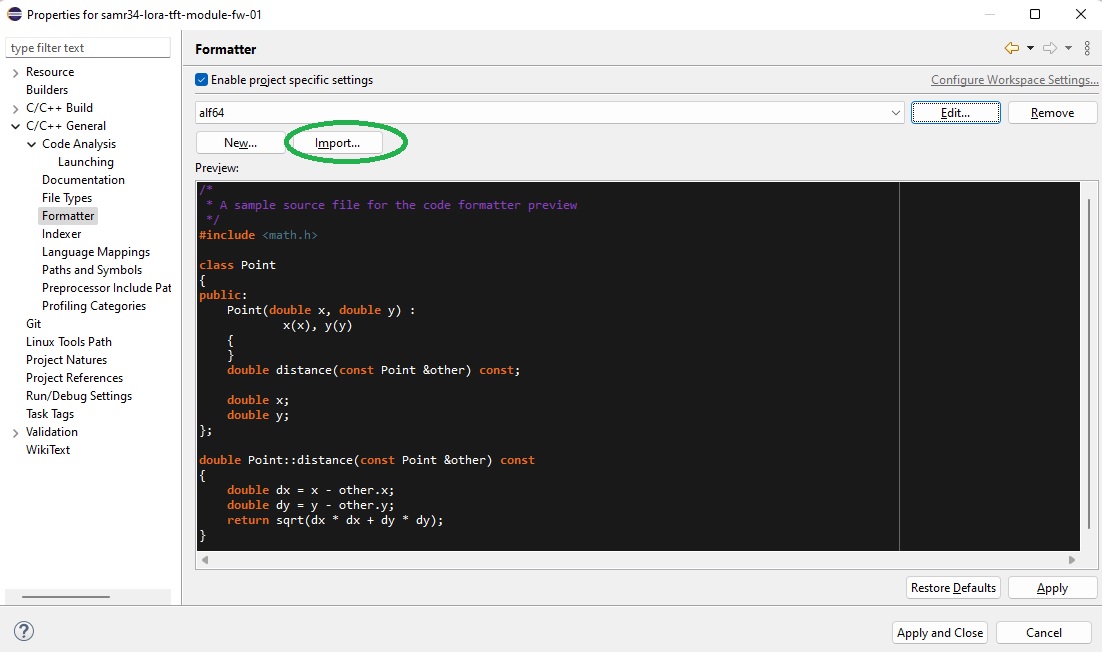 Properties for samr34-lora-tft-module-fw-01
type filter text
Resource
Builders
C/C++ Build
C/C++ General
Code Analysis
Launching
Documentation
File Types
Formatter
Indexer
Language Mappings
Paths and Symbols
Preprocessor Include Pat
Profiling Categories
Git
Linux Tools Path
Project Natures
Project References
Run/Debug Settings
Task Tags
Validation
WikiText
Formatter
Enable project specific settings
Configure Workspace Settings...
alf64
Edit...
Remove
New...
Import...
Preview:
/*
 * A sample source file for the code formatter preview
 */
#include <math.h>

class Point
{
public:
    Point(double x, double y) :
            x(x), y(y)
    {
    }
    double distance(const Point &other) const;

    double x;
    double y;
};

double Point::distance(const Point &other) const
{
    double dx = x - other.x;
    double dy = y - other.y;
    return sqrt(dx * dx + dy * dy);
}
Restore Defaults
Apply
?
Apply and Close
Cancel